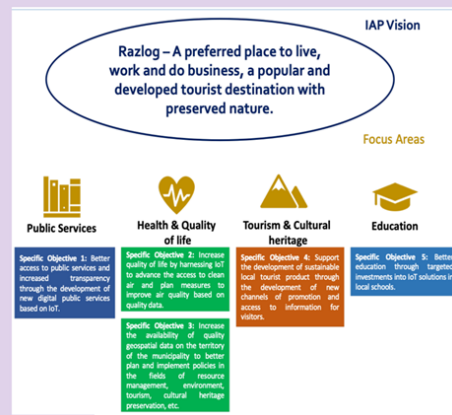 IAP Vision
Razlog – A preferred place to live,
work and do business, a popular and
developed tourist destination with
preserved nature.
Focus Areas
Public Services
Health & Quality
of life
Tourism & Cultural
heritage
Education
Specific Objective 1: Better
access to public services and
increased transparency
through the development of
new digital public services
based on IoT.
Specific Objective 2: Increase
quality of life by harnessing IoT
to advance the access to clean
air and plan measures to
improve air quality based on
quality data.
Specific Objective 3: Increase
the availability of quality
geospatial data on the territory
of the municipality to better
plan and implement policies in
the fields of resource
management, environment,
tourism, cultural heritage
preservation, etc.
Specific Objective 4: Support
the development of sustainable
local tourist product through
the development of new
channels of promotion and
access to information for
visitors.
Specific Objective 5: Better
education through targeted
investments into IoT solutions in
local schools.